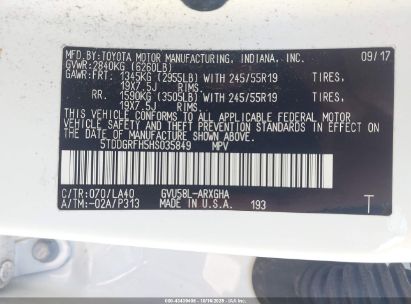 MFD. BY: TOYOTA MOTOR MANUFACTURING, INDIANA, INC. 09/17
GVWR: 2840KG (6260LB)
GAWR: FRT. 1345KG (2955LB) WITH 245/55R19 TIRES,
19X7.5J RIMS,
RR. 1590KG (3505LB) WITH 245/55R19 TIRES,
19X7.5J RIMS,
THIS VEHICLE CONFORMS TO ALL APPLICABLE FEDERAL MOTOR
VEHICLE SAFETY STANDARDS IN EFFECT ON THE DATE OF
MANUFACTURE SHOWN ABOVE.
5TDDGRFH5HS035849 MPV
C/TR: 070/LA40 GVU58L-ARXGHA
A/TM: -02A/P313 MADE IN U.S.A. 193 T